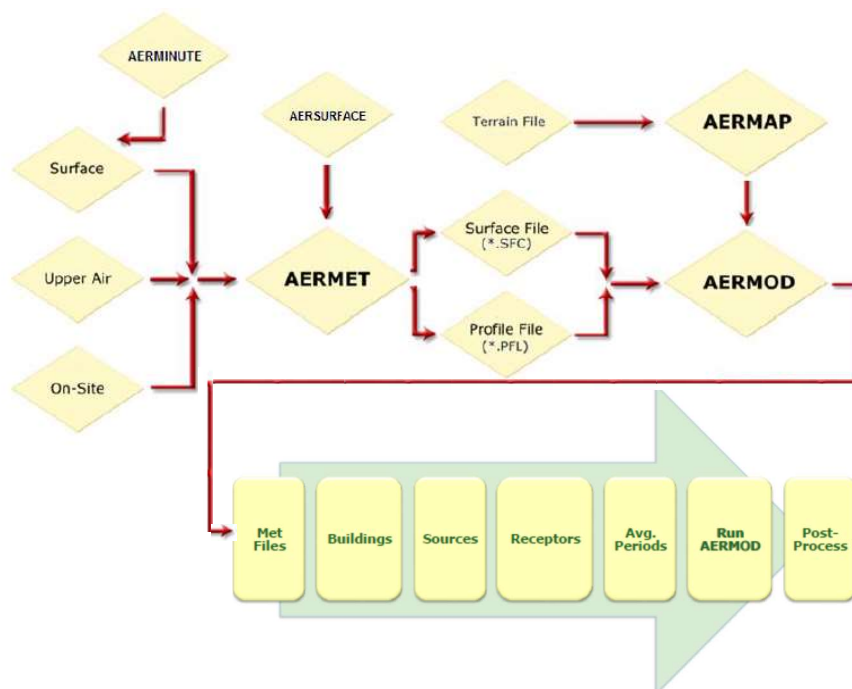 AERMINUTE
AERSURFACE
Terrain File
AERMAP
Surface
Surface File
(*.SFC)
Upper Air
AERMET
AERMOD
Profile File
(*.PFL)
On-Site
Met
Files
Buildings
Sources
Receptors
Avg.
Periods
Run
AERMOD
Post-
Process